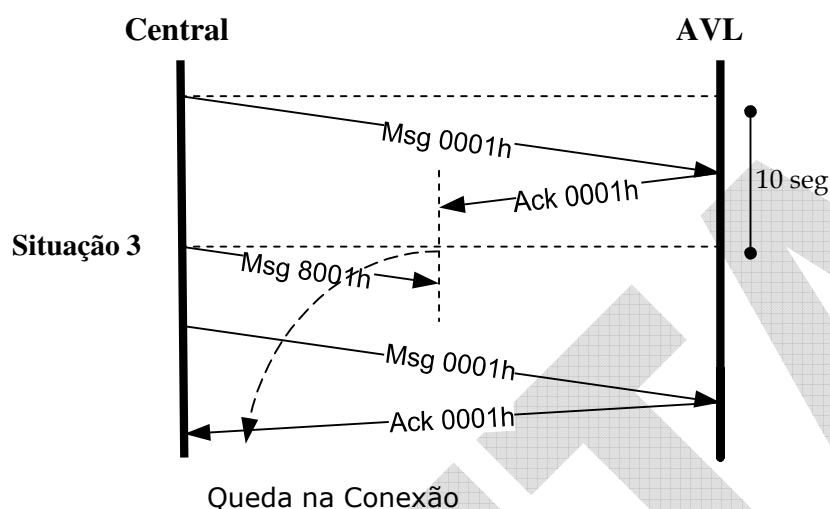 Central
AVL
Msg 0001h
10 seg
Ack 0001h
Situação 3
Msg 8001h
Msg 0001h
Ack 0001h
Queda na Conexão